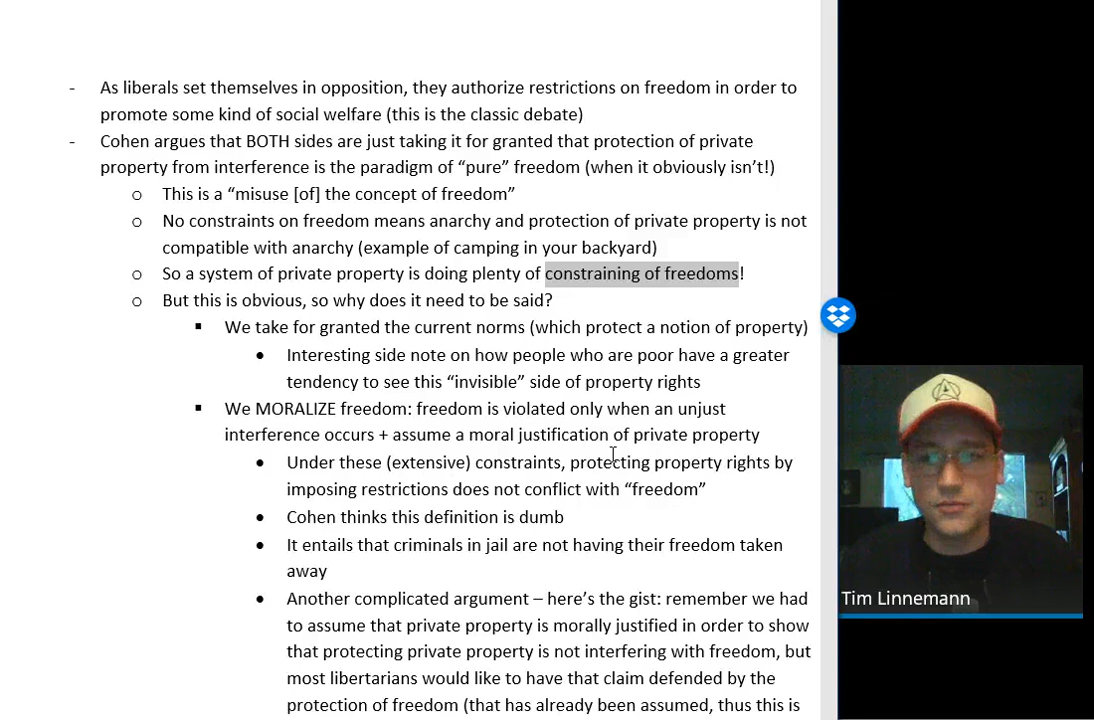 - As liberals set themselves in opposition, they authorize restrictions on freedom in order to
promote some kind of social welfare (this is the classic debate)
- Cohen argues that BOTH sides are just taking it for granted that protection of private
property from interference is the paradigm of “pure” freedom (when it obviously isn’t!)
o This is a “misuse [of] the concept of freedom”
o No constraints on freedom means anarchy and protection of private property is not
compatible with anarchy (example of camping in your backyard)
o So a system of private property is doing plenty of constraining of freedoms!
o But this is obvious, so why does it need to be said?
▪ We take for granted the current norms (which protect a notion of property)
• Interesting side note on how people who are poor have a greater
tendency to see this “invisible” side of property rights
▪ We MORALIZE freedom: freedom is violated only when an unjust
interference occurs + assume a moral justification of private property
• Under these (extensive) constraints, protecting property rights by
imposing restrictions does not conflict with “freedom”
• Cohen thinks this definition is dumb
• It entails that criminals in jail are not having their freedom taken
away
• Another complicated argument – here’s the gist: remember we had
to assume that private property is morally justified in order to show
that protecting private property is not interfering with freedom, but
most libertarians would like to have that claim defended by the
protection of freedom (that has already been assumed, thus this is
Tim Linnemann